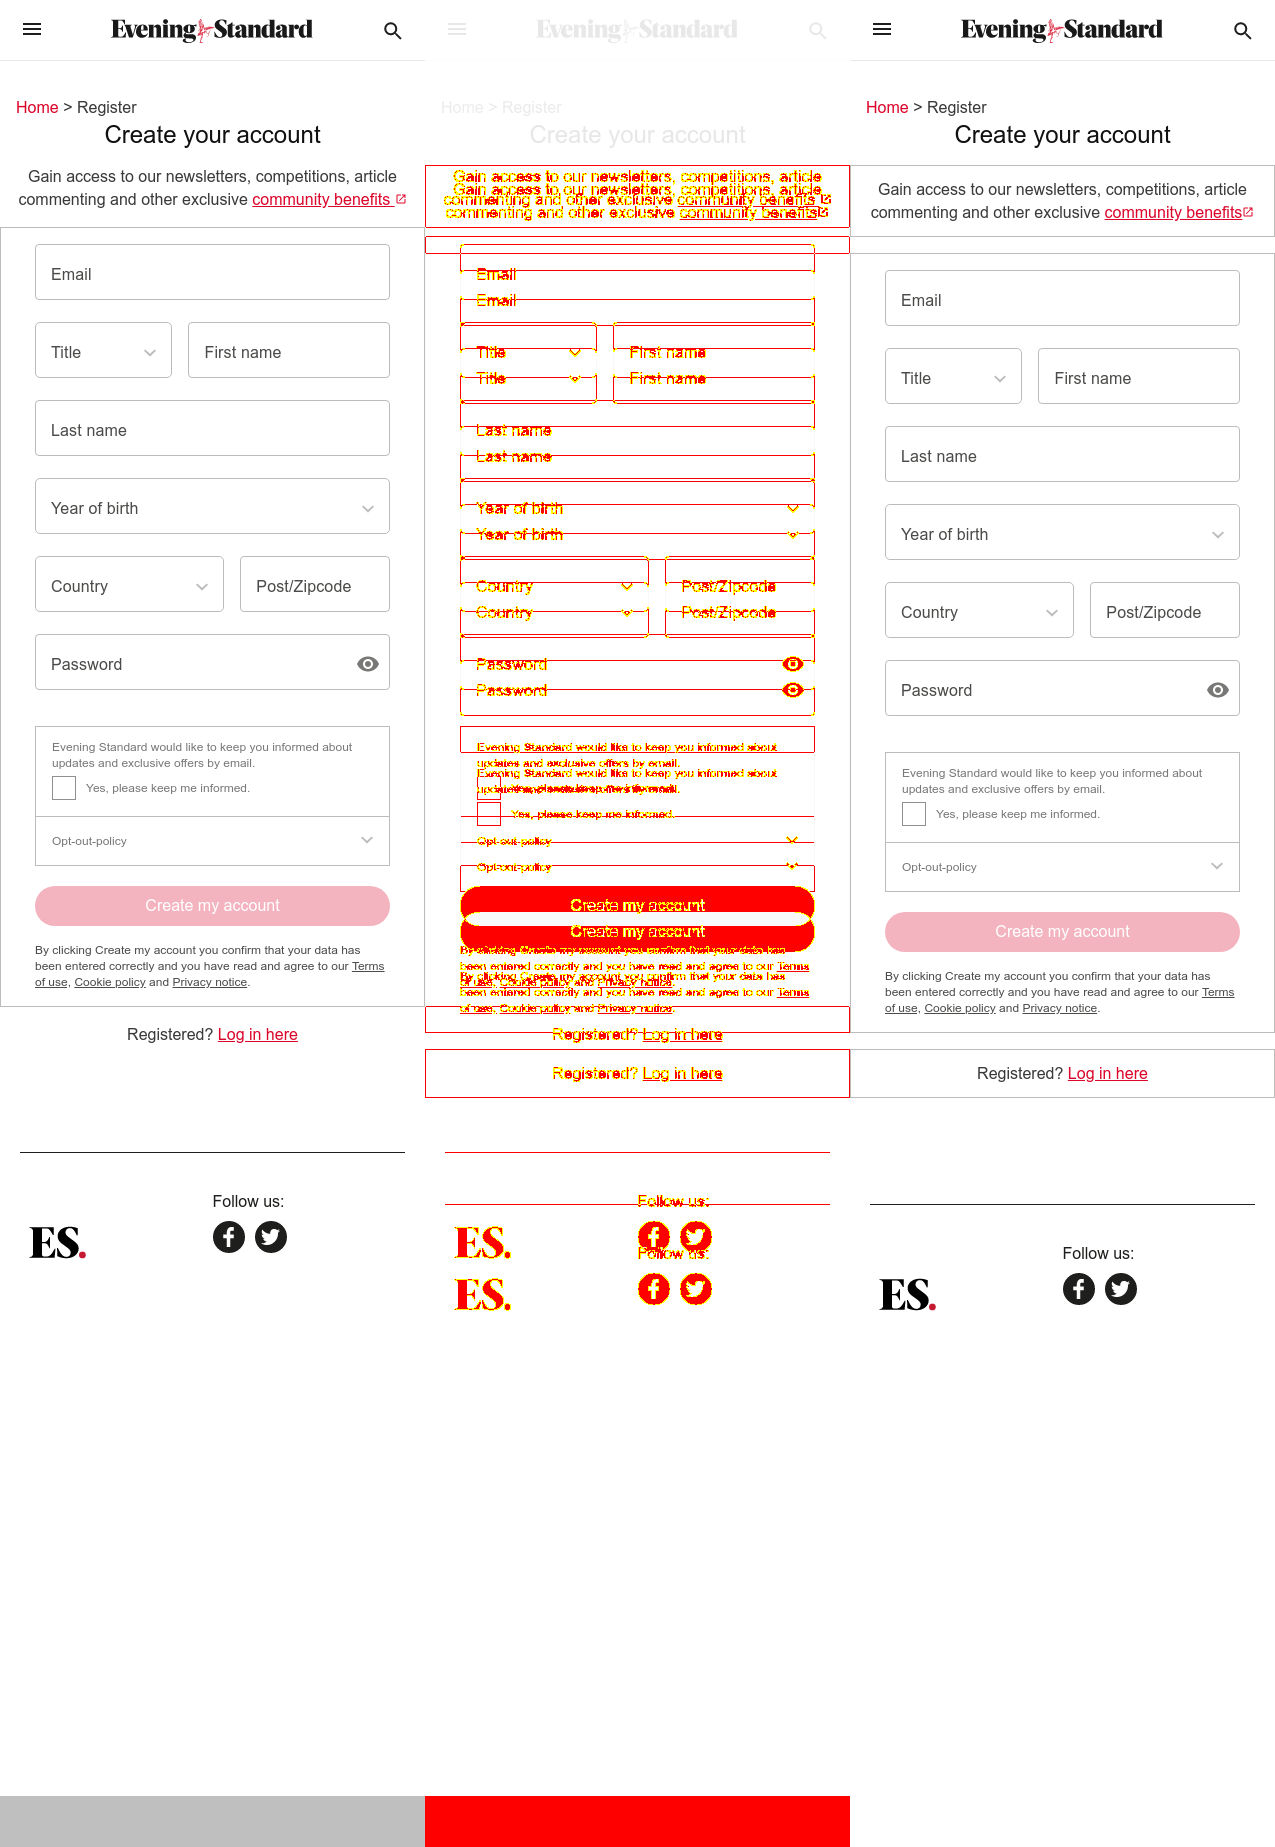 Evening Standard
Home > Register
Create your account
Gain access to our newsletters, competitions, article
commenting and other exclusive community benefits
Email
Title
First name
Last name
Year of birth
Country
Post/Zipcode
Password
Evening Standard would like to keep you informed about
updates and exclusive offers by email.
Yes, please keep me informed.
Opt-out-policy
Create my account
By clicking Create my account you confirm that your data has
been entered correctly and you have read and agree to our Terms
of use, Cookie policy and Privacy notice.
Registered? Log in here
Follow us:
ES.
Evening Standard
Home > Register
Create your account
Gain access to our newsletters, competitions, article
Gain access to our newsletters, competitions, article
commenting and other exclusive community benefits
commenting and other exclusive community benefits
Email
Email
Title
First name
Title
First name
Last name
Last name
Year of birth
Year of birth
Country
Post/Zipcode
Country
Post/Zipcode
Password
Password
Evening Standard would like to keep you informed about
updates and exclusive offers by email.
Evening Standard would like to keep you informed about
Yes, please keep me informed.
Opt-out-policy
Opt-out-policy
Create my account
Create my account
By clicking Create my account you confirm that your data has
been entered correctly and you have read and agree to our Terms
By clicking Create my account you confirm that your data has
been entered correctly and you have read and agree to our Terms
of use, Cookie policy and Privacy notice.
Registered? Log in here
Registered? Log in here
Follow us:
ES.
Follow us:
ES.
Evening Standard
Home > Register
Create your account
Gain access to our newsletters, competitions, article
commenting and other exclusive community benefits
Email
Title
First name
Last name
Year of birth
Country
Post/Zipcode
Password
Evening Standard would like to keep you informed about
updates and exclusive offers by email.
Yes, please keep me informed.
Opt-out-policy
Create my account
By clicking Create my account you confirm that your data has
been entered correctly and you have read and agree to our Terms
of use, Cookie policy and Privacy notice.
Registered? Log in here
Follow us:
ES.